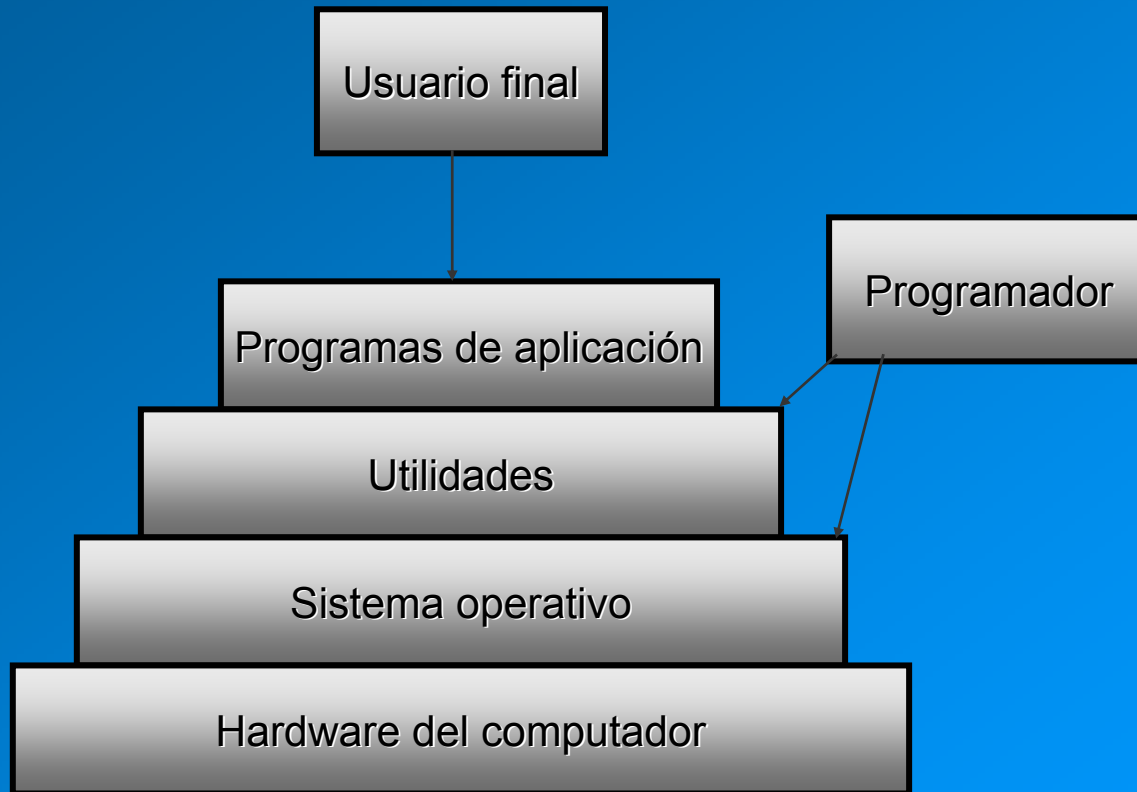 Usuario final
Programador
Programas de aplicación
Utilidades
Sistema operativo
Hardware del computador